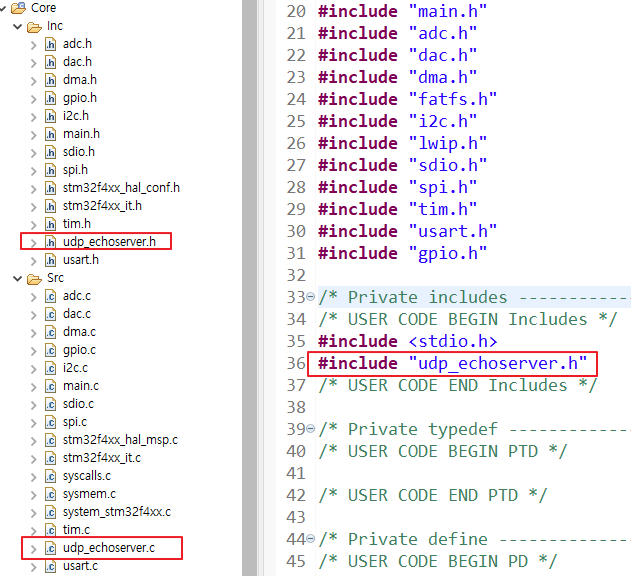 Core
Inc
adc.h
dac.h
dma.h
gpio.h
i2c.h
main.h
sdio.h
spi.h
stm32f4xx_hal_conf.h
stm32f4xx_it.h
tim.h
udp_echoserver.h
usart.h
Src
adc.c
dac.c
dma.c
gpio.c
i2c.c
main.c
sdio.c
spi.c
stm32f4xx_hal_msp.c
stm32f4xx_it.c
syscalls.c
sysmem.c
system_stm32f4xx.c
tim.c
udp_echoserver.c
usart.c
20 #include "main.h"
21 #include "adc.h"
22 #include "dac.h"
23 #include "dma.h"
24 #include "fatfs.h"
25 #include "i2c.h"
26 #include "lwip.h"
27 #include "sdio.h"
28 #include "spi.h"
29 #include "tim.h"
30 #include "usart.h"
31 #include "gpio.h"
32
33 /* Private includes ------------
34 /* USER CODE BEGIN Includes */
35 #include <stdio.h>
36 #include "udp_echoserver.h"
37 /* USER CODE END Includes */
38
39 /* Private typedef -------------
40 /* USER CODE BEGIN PTD */
41
42 /* USER CODE END PTD */
43
44 /* Private define --------------
45 /* USER CODE BEGIN PD */